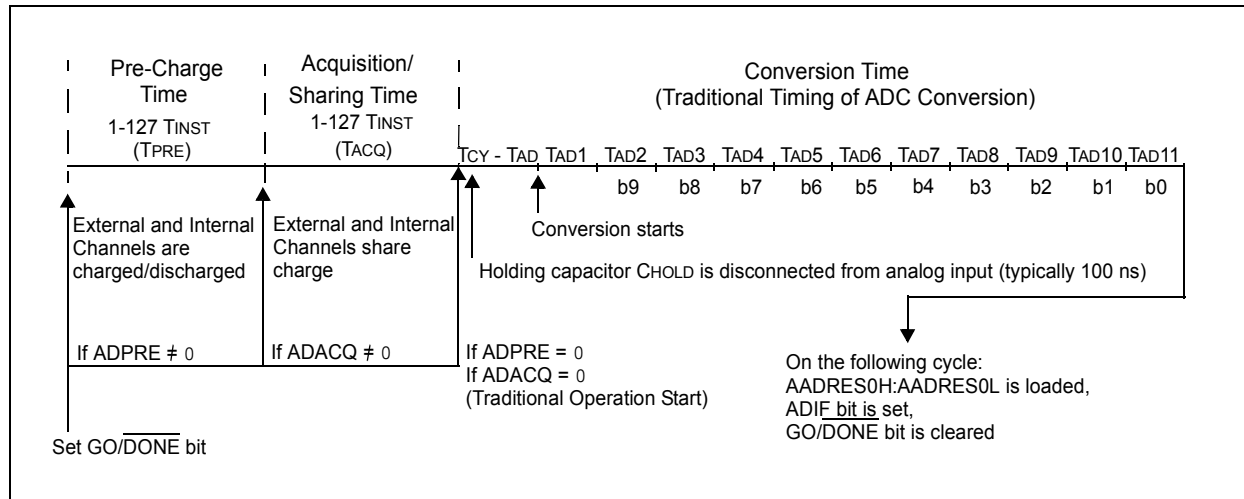 Pre-Charge
Time
1-127 TINST
(TPRE)
Acquisition/
Sharing Time
1-127 TINST
(TACQ)
Conversion Time
(Traditional Timing of ADC Conversion)
TCY - TAD TAD1 TAD2 TAD3 TAD4 TAD5 TAD6 TAD7 TAD8 TAD9 TAD10 TAD11
b9 b8 b7 b6 b5 b4 b3 b2 b1 b0
External and Internal
Channels are
charged/discharged
External and Internal
Channels share
charge
Conversion starts
Holding capacitor CHOLD is disconnected from analog input (typically 100 ns)
If ADPRE ≠ 0
If ADACQ ≠ 0
If ADPRE = 0
If ADACQ = 0
(Traditional Operation Start)
On the following cycle:
AADRES0H:AADRES0L is loaded,
ADIF bit is set,
GO/DONE bit is cleared
Set GO/DONE bit